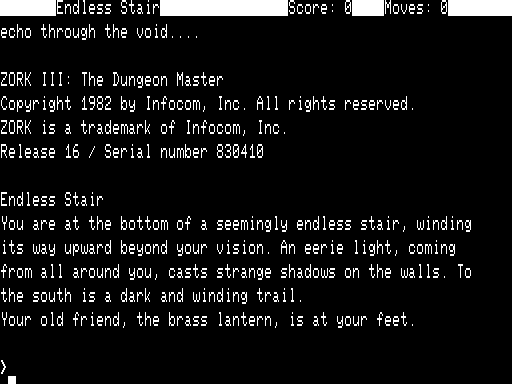 Endless Stair Score: 0 Moves: 0
echo through the void....
ZORK III: The Dungeon Master
Copyright 1982 by Infocom, Inc. All rights reserved.
ZORK is a trademark of Infocom, Inc.
Release 16 / Serial number 830410
Endless Stair
You are at the bottom of a seemingly endless stair, winding
its way upward beyond your vision. An eerie light, coming
from all around you, casts strange shadows on the walls. To
the south is a dark and winding trail.
Your old friend, the brass lantern, is at your feet.
>